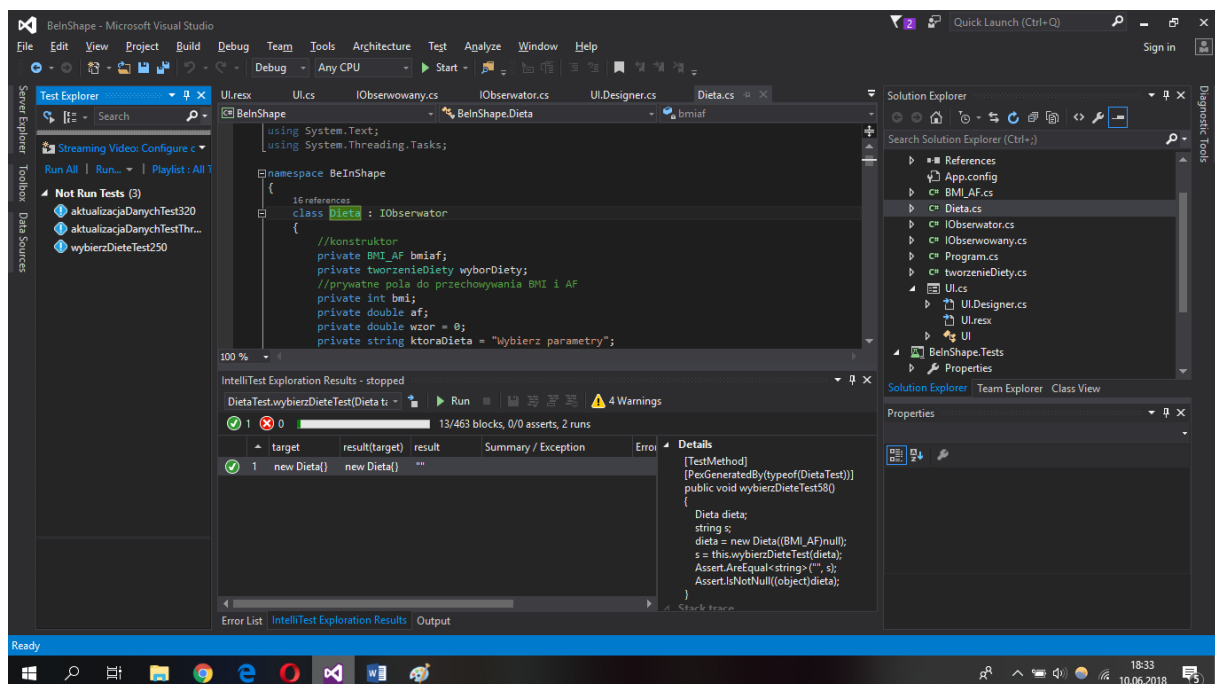 BeInShape - Microsoft Visual Studio
2
Quick Launch (Ctrl+Q)
File Edit View Project Build Debug Team Tools Architecture Test Analyze Window Help
Sign in
Debug Any CPU Start
Server Explorer
Toolbox
Data Sources
Test Explorer
Search
Streaming Video: Configure c
Run All | Run... | Playlist : All T
Not Run Tests (3)
aktualizacjaDanychTest320
aktualizacjaDanychTestThr...
wybierzDieteTest250
UI.resx UI.cs IObserwowany.cs IObserwator.cs UI.Designer.cs Dieta.cs
BeInShape BeInShape.Dieta bmiaf
using System.Text;
using System.Threading.Tasks;
namespace BeInShape
{
16 references
class Dieta : IObserwator
{
//konstruktor
private BMI_AF bmiaf;
private tworzenieDiety wyborDiety;
//prywatne pola do przechowywania BMI i AF
private int bmi;
private double af;
private double wzor = 0;
private string ktoraDieta = "Wybierz parametry";
100 %
IntelliTest Exploration Results - stopped
DietaTest.wybierzDieteTest(Dieta ta Run 4 Warnings
1 0 13/463 blocks, 0/0 asserts, 2 runs
target result(target) result Summary / Exception Error
1 new Dieta{} new Dieta{} ""
Details
[TestMethod]
[PexGeneratedBy(typeof(DietaTest))]
public void wybierzDieteTest58()
{
Dieta dieta;
string s;
dieta = new Dieta((BMI_AF)null);
s = this.wybierzDieteTest(dieta);
Assert.AreEqual<string>("", s);
Assert.IsNotNull((object)dieta);
}
Stack trace
Error List IntelliTest Exploration Results Output
Solution Explorer
Search Solution Explorer (Ctrl+;)
References
App.config
C# BMI_AF.cs
C# Dieta.cs
C# IObserwator.cs
C# IObserwowany.cs
C# Program.cs
C# tworzenieDiety.cs
UI.cs
UI.Designer.cs
UI.resx
UI
BeInShape.Tests
Properties
Solution Explorer Team Explorer Class View
Properties
Diagnostic Tools
Ready
18:33
10.06.2018
5